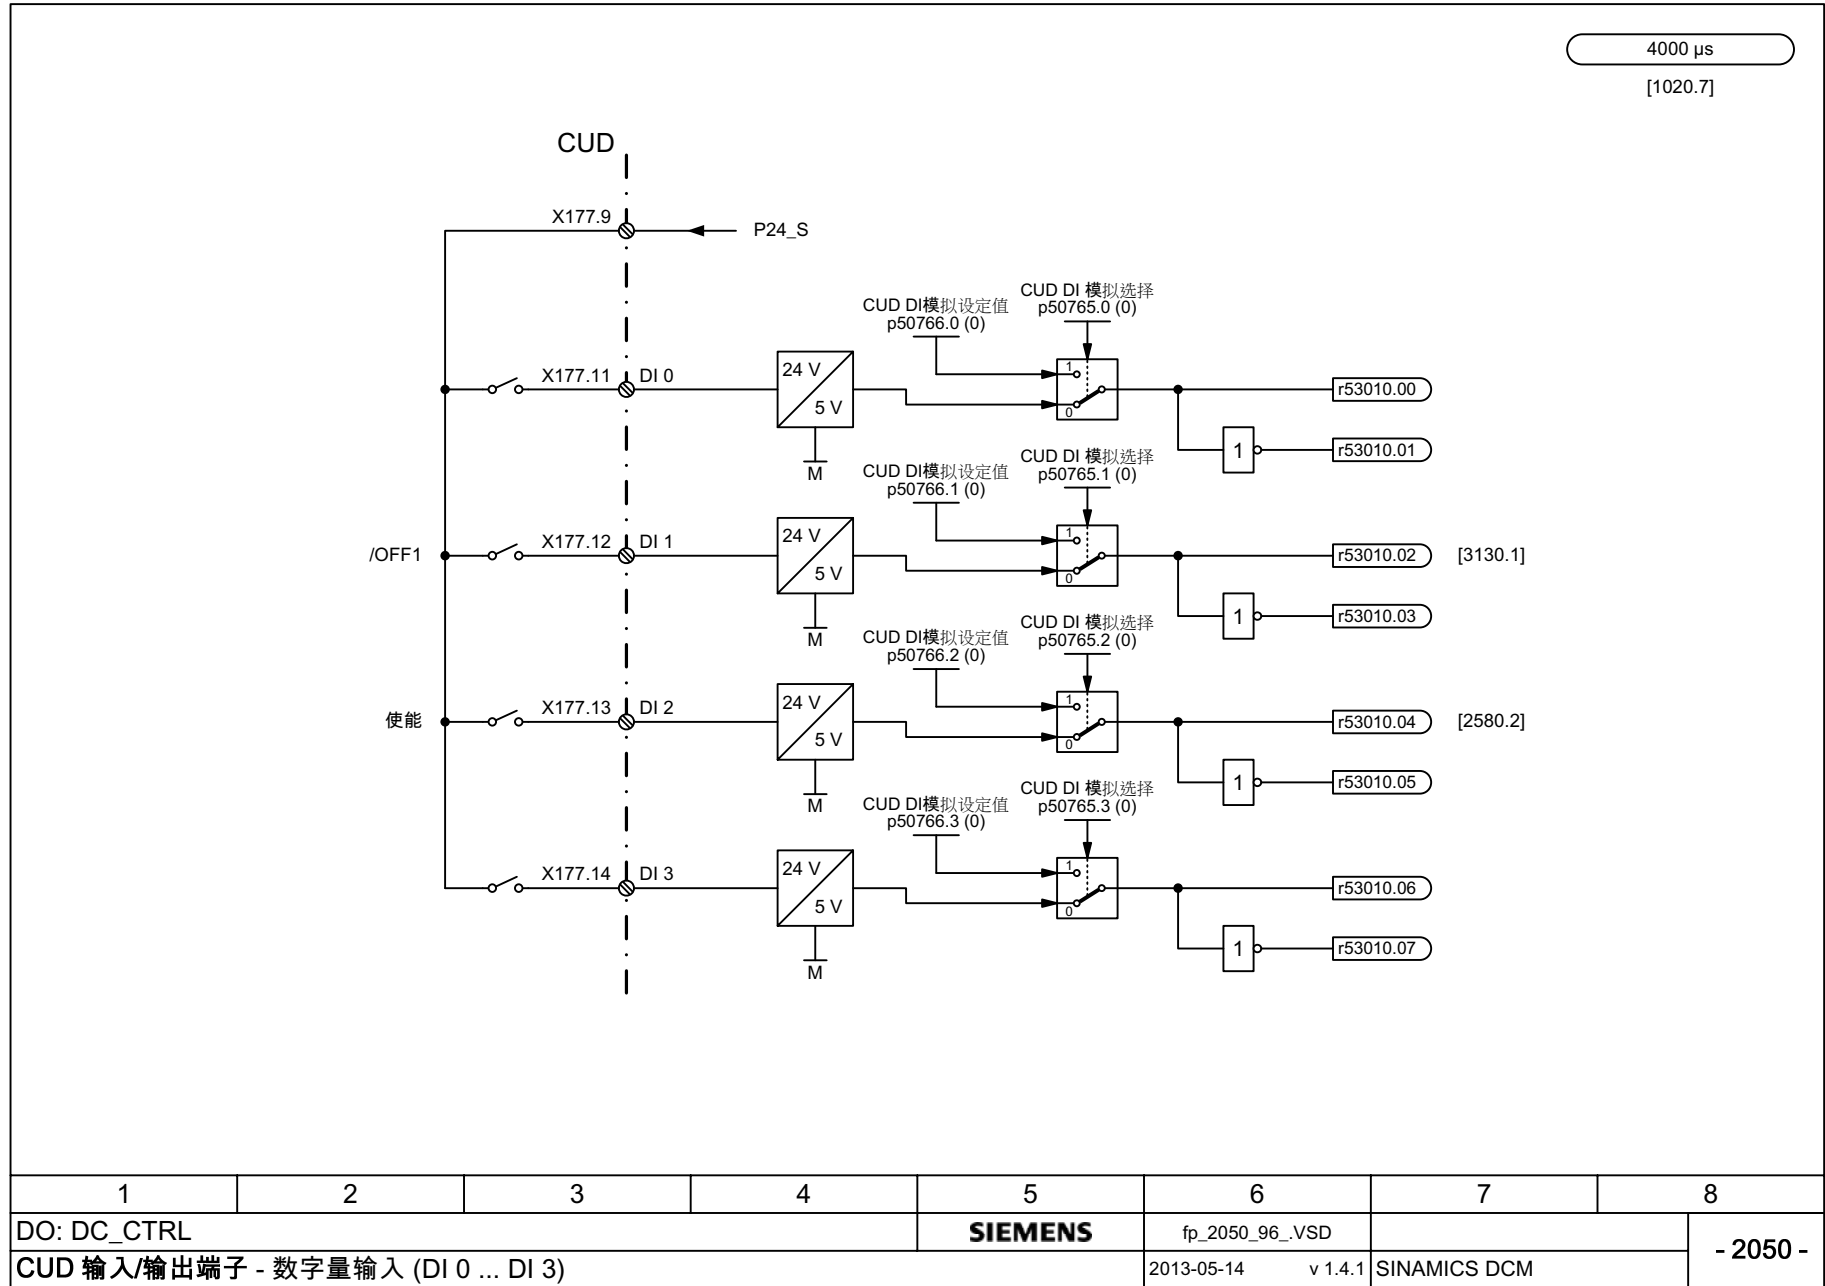 4000 µs
[1020.7]
CUD
X177.9
P24_S
CUD DI模拟设定值
p50766.0 (0)
CUD DI 模拟选择
p50765.0 (0)
X177.11
DI 0
24 V
5 V
M
1
0
r53010.00
1
r53010.01
CUD DI模拟设定值
p50766.1 (0)
CUD DI 模拟选择
p50765.1 (0)
/OFF1
X177.12
DI 1
24 V
5 V
M
1
0
r53010.02
[3130.1]
1
r53010.03
CUD DI模拟设定值
p50766.2 (0)
CUD DI 模拟选择
p50765.2 (0)
使能
X177.13
DI 2
24 V
5 V
M
1
0
r53010.04
[2580.2]
1
r53010.05
CUD DI模拟设定值
p50766.3 (0)
CUD DI 模拟选择
p50765.3 (0)
X177.14
DI 3
24 V
5 V
M
1
0
r53010.06
1
r53010.07
1 2 3 4 5 6 7 8
DO: DC_CTRL
SIEMENS
fp_2050_96_.VSD
- 2050 -
CUD 输入/输出端子 - 数字量输入 (DI 0 ... DI 3)
2013-05-14
v 1.4.1
SINAMICS DCM